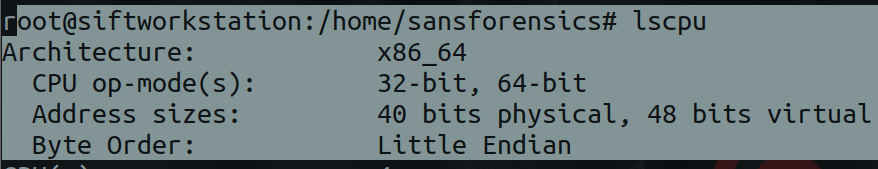 root@siftworkstation:/home/sansforensics# lscpu
Architecture: x86_64
CPU op-mode(s): 32-bit, 64-bit
Address sizes: 40 bits physical, 48 bits virtual
Byte Order: Little Endian